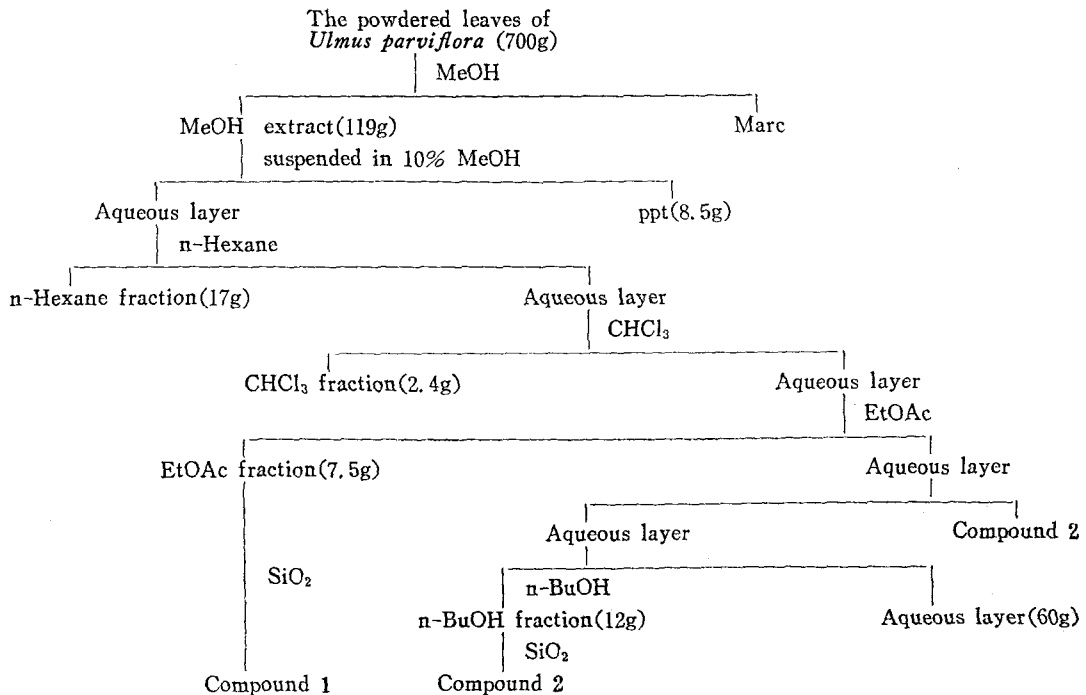 The powdered leaves of
Ulmus parviflora (700g)
MeOH
MeOH extract(119g)
Marc
suspended in 10% MeOH
Aqueous layer
ppt(8.5g)
n-Hexane
n-Hexane fraction(17g)
Aqueous layer
CHCl₃
CHCl₃ fraction(2.4g)
Aqueous layer
EtOAc
EtOAc fraction(7.5g)
Aqueous layer
Aqueous layer
Compound 2
SiO₂
n-BuOH
n-BuOH fraction(12g)
Aqueous layer(60g)
SiO₂
Compound 1
Compound 2